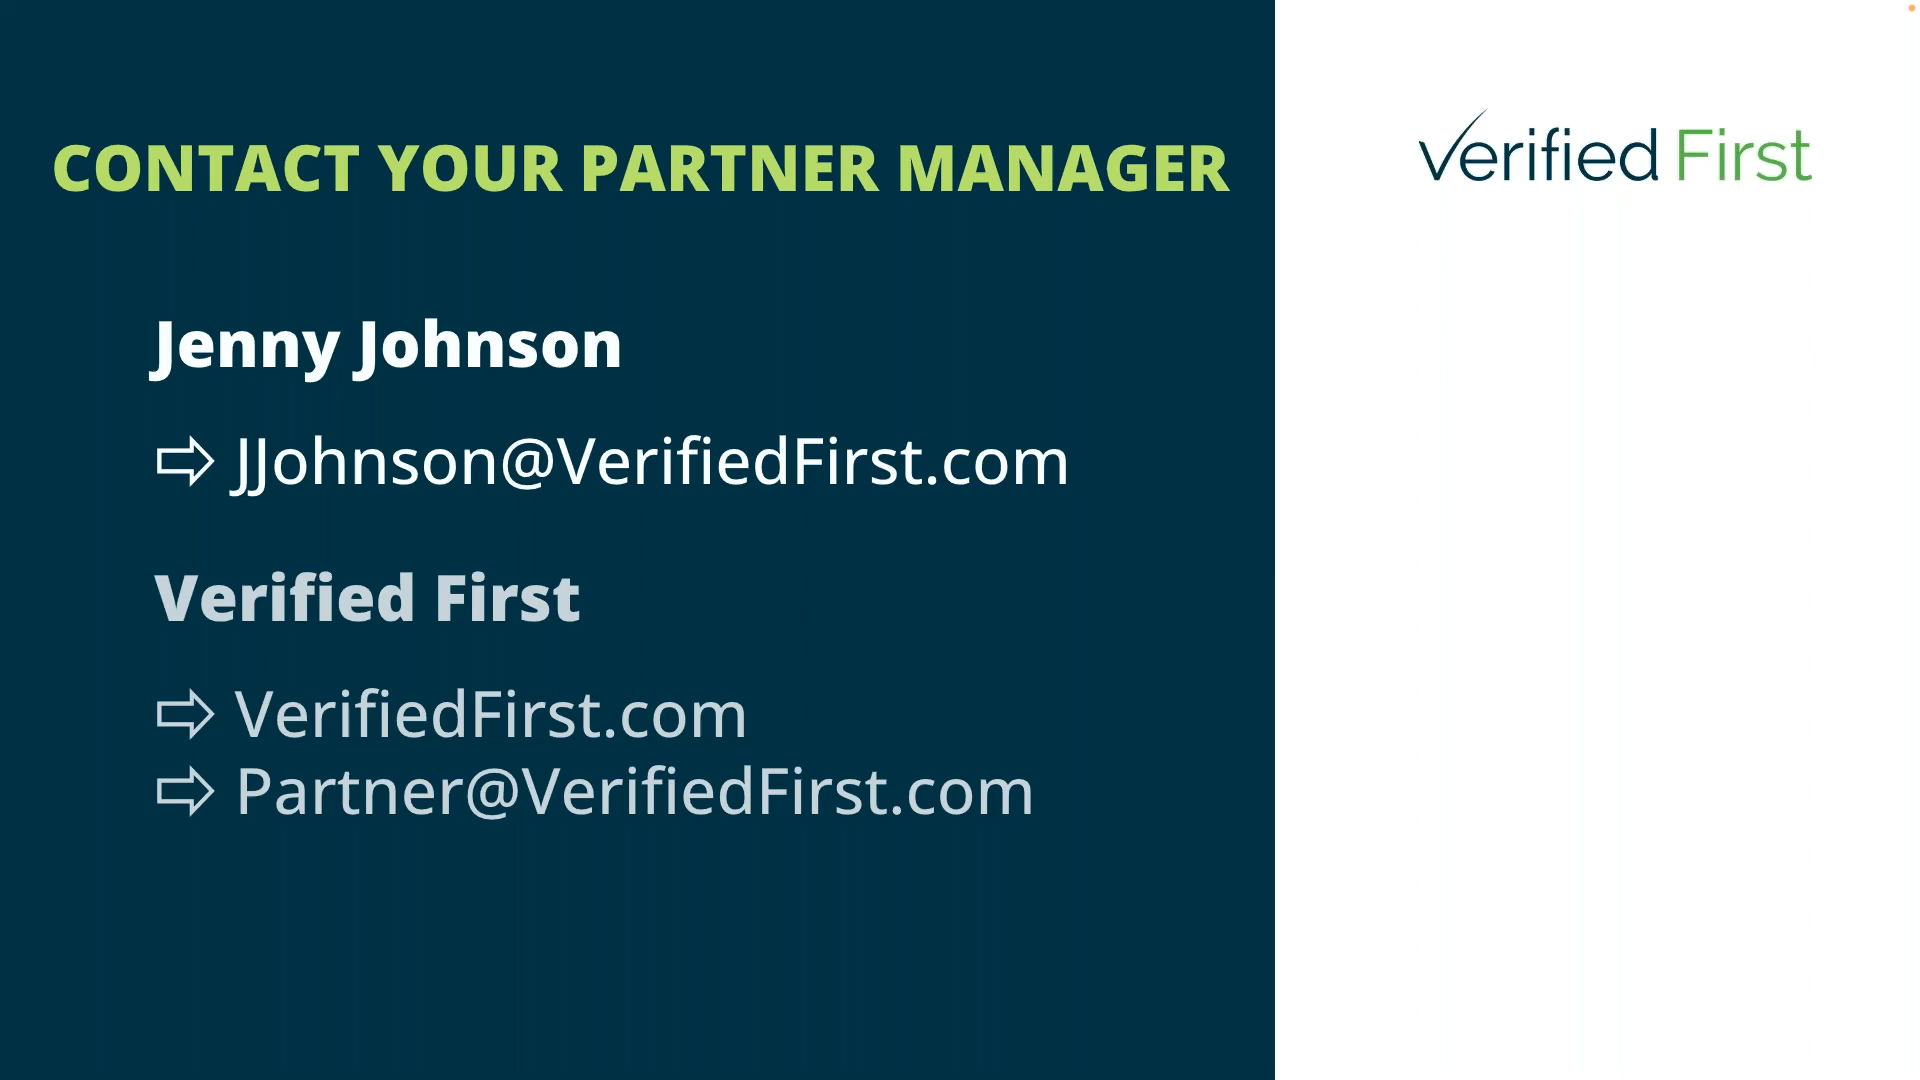 CONTACT YOUR PARTNER MANAGER
Verified First
Jenny Johnson
⇨ JJohnson@VerifiedFirst.com
Verified First
⇨ VerifiedFirst.com
⇨ Partner@VerifiedFirst.com